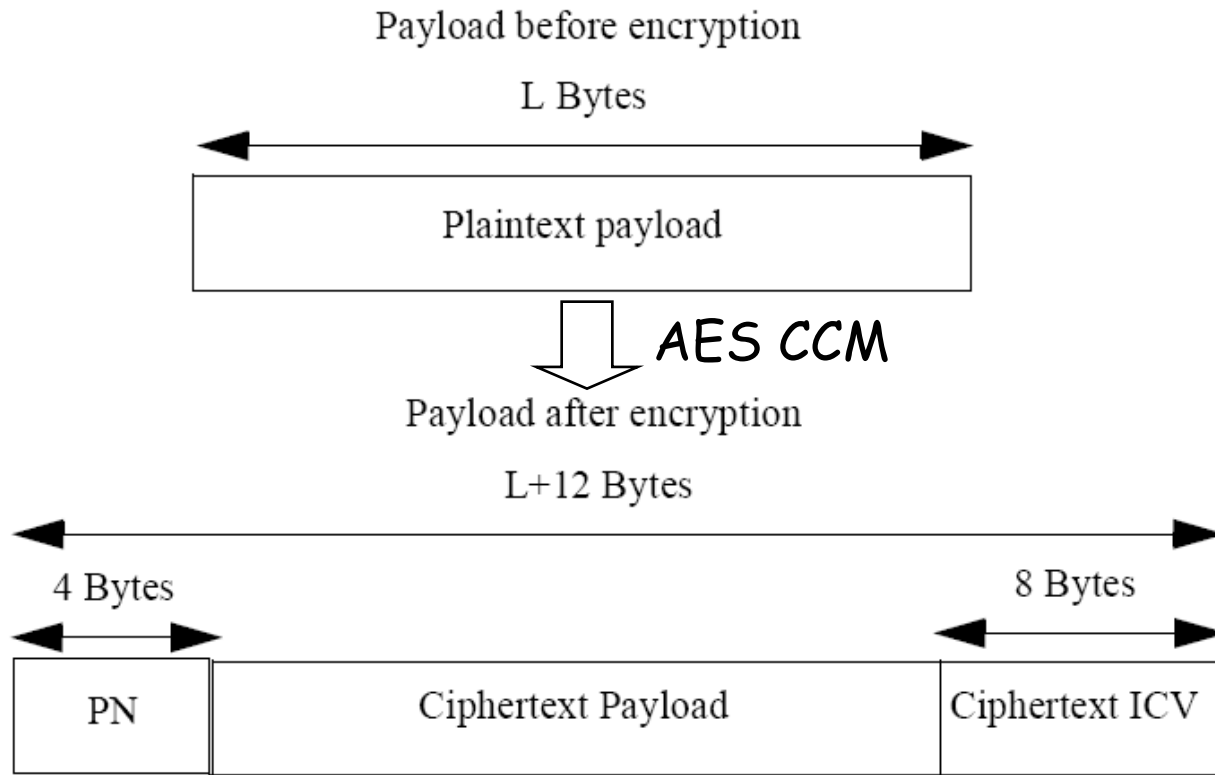 Payload before encryption
L Bytes
Plaintext payload
AES CCM
Payload after encryption
L+12 Bytes
4 Bytes
8 Bytes
PN
Ciphertext Payload
Ciphertext ICV